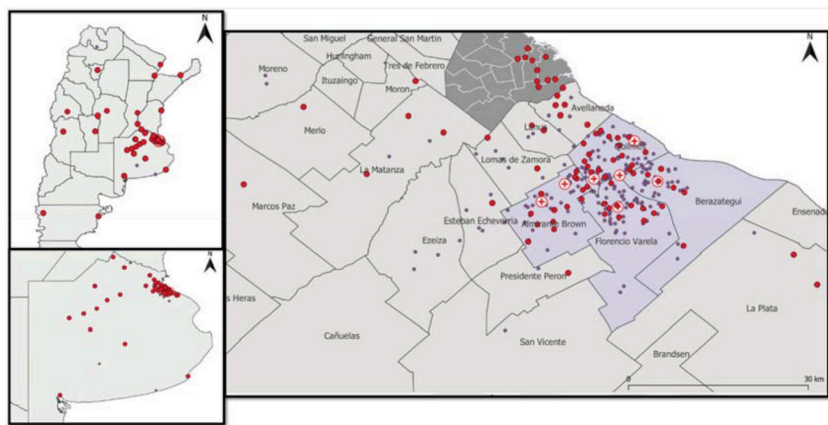 N
N
N
San Miguel
General San Martin
Hurlingham
Moreno
Tres de Febrero
Ituzaingo
Moron
Avellaneda
Merlo
Lanus
Quilmes
La Matanza
Lomas de Zamora
Marcos Paz
Berazategui
Esteban Echeverria
Almirante Brown
Ensenada
Ezeiza
Florencio Varela
Presidente Peron
s Heras
La Plata
Cañuelas
San Vicente
Brandsen
0
30 km